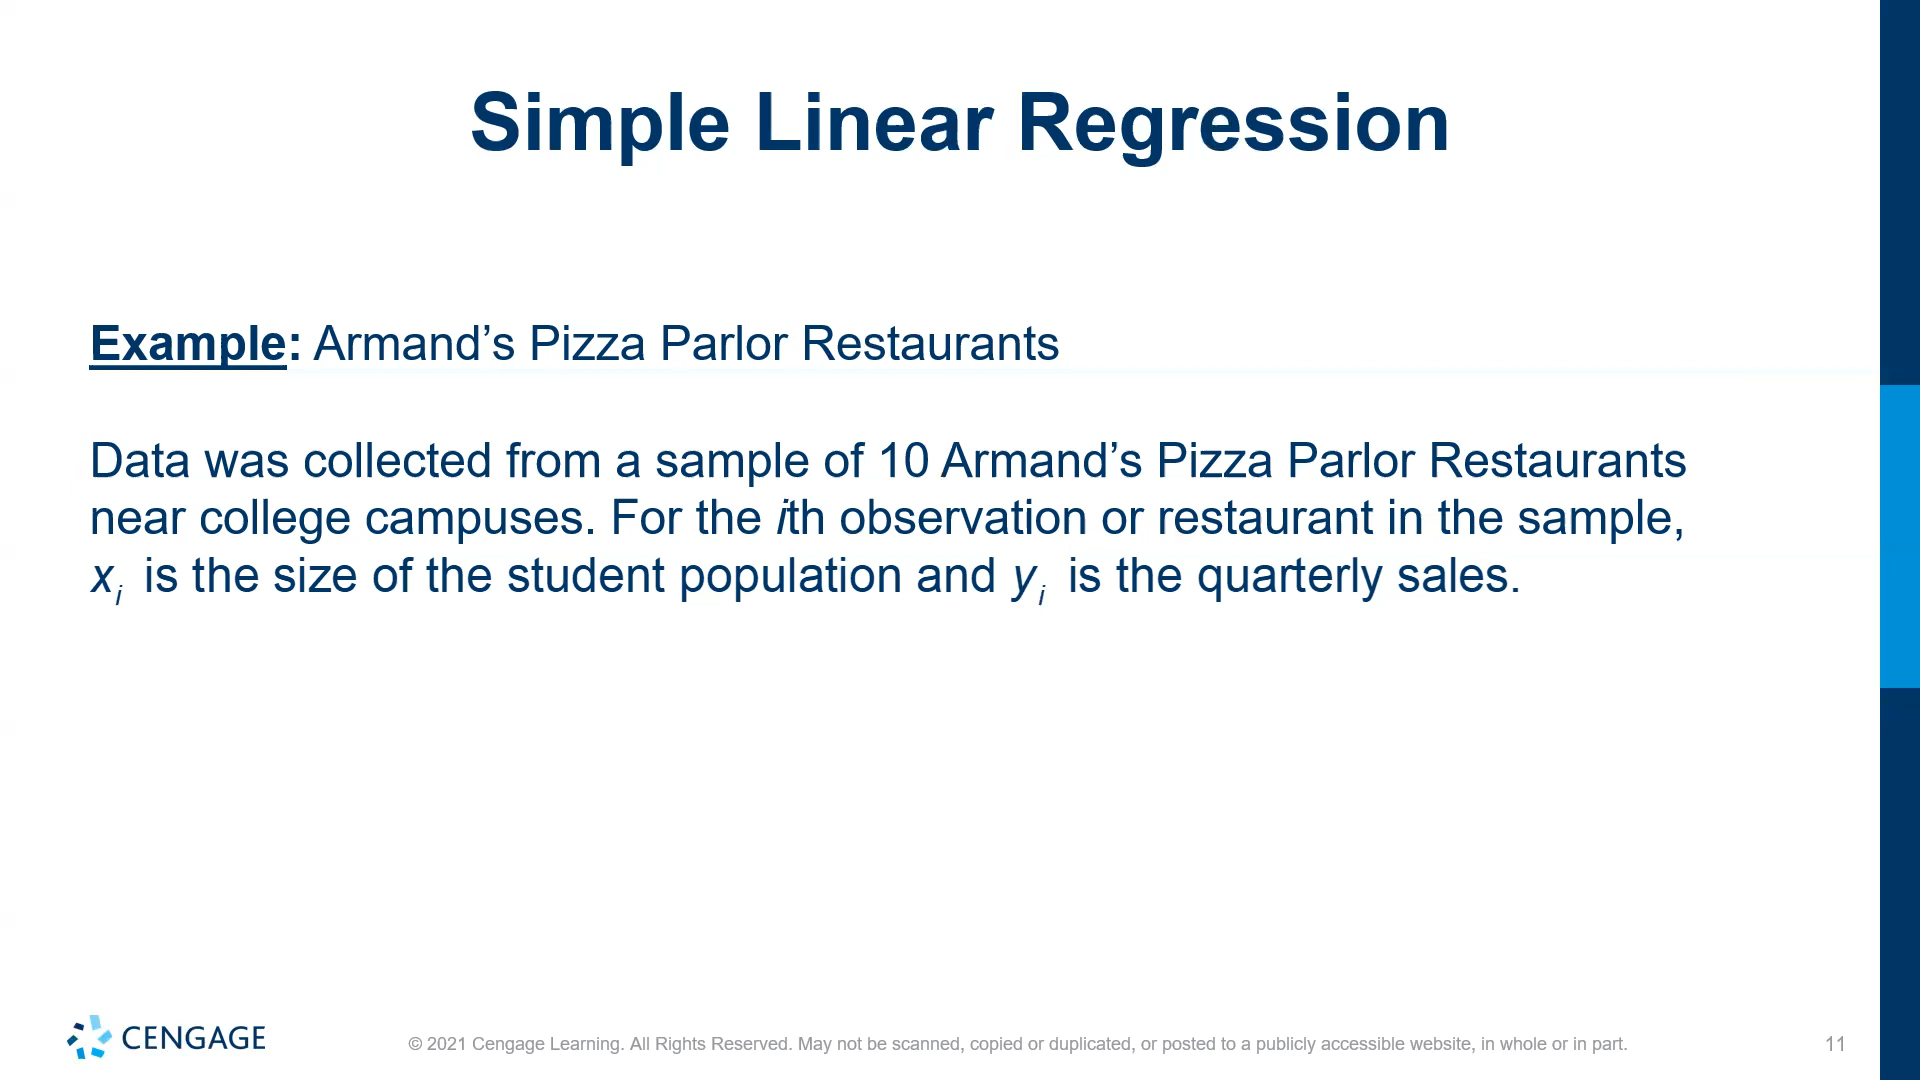 Simple Linear Regression
Example: Armand’s Pizza Parlor Restaurants
Data was collected from a sample of 10 Armand’s Pizza Parlor Restaurants
near college campuses. For the ith observation or restaurant in the sample,
xi is the size of the student population and yi is the quarterly sales.
CENGAGE
© 2021 Cengage Learning. All Rights Reserved. May not be scanned, copied or duplicated, or posted to a publicly accessible website, in whole or in part.
11